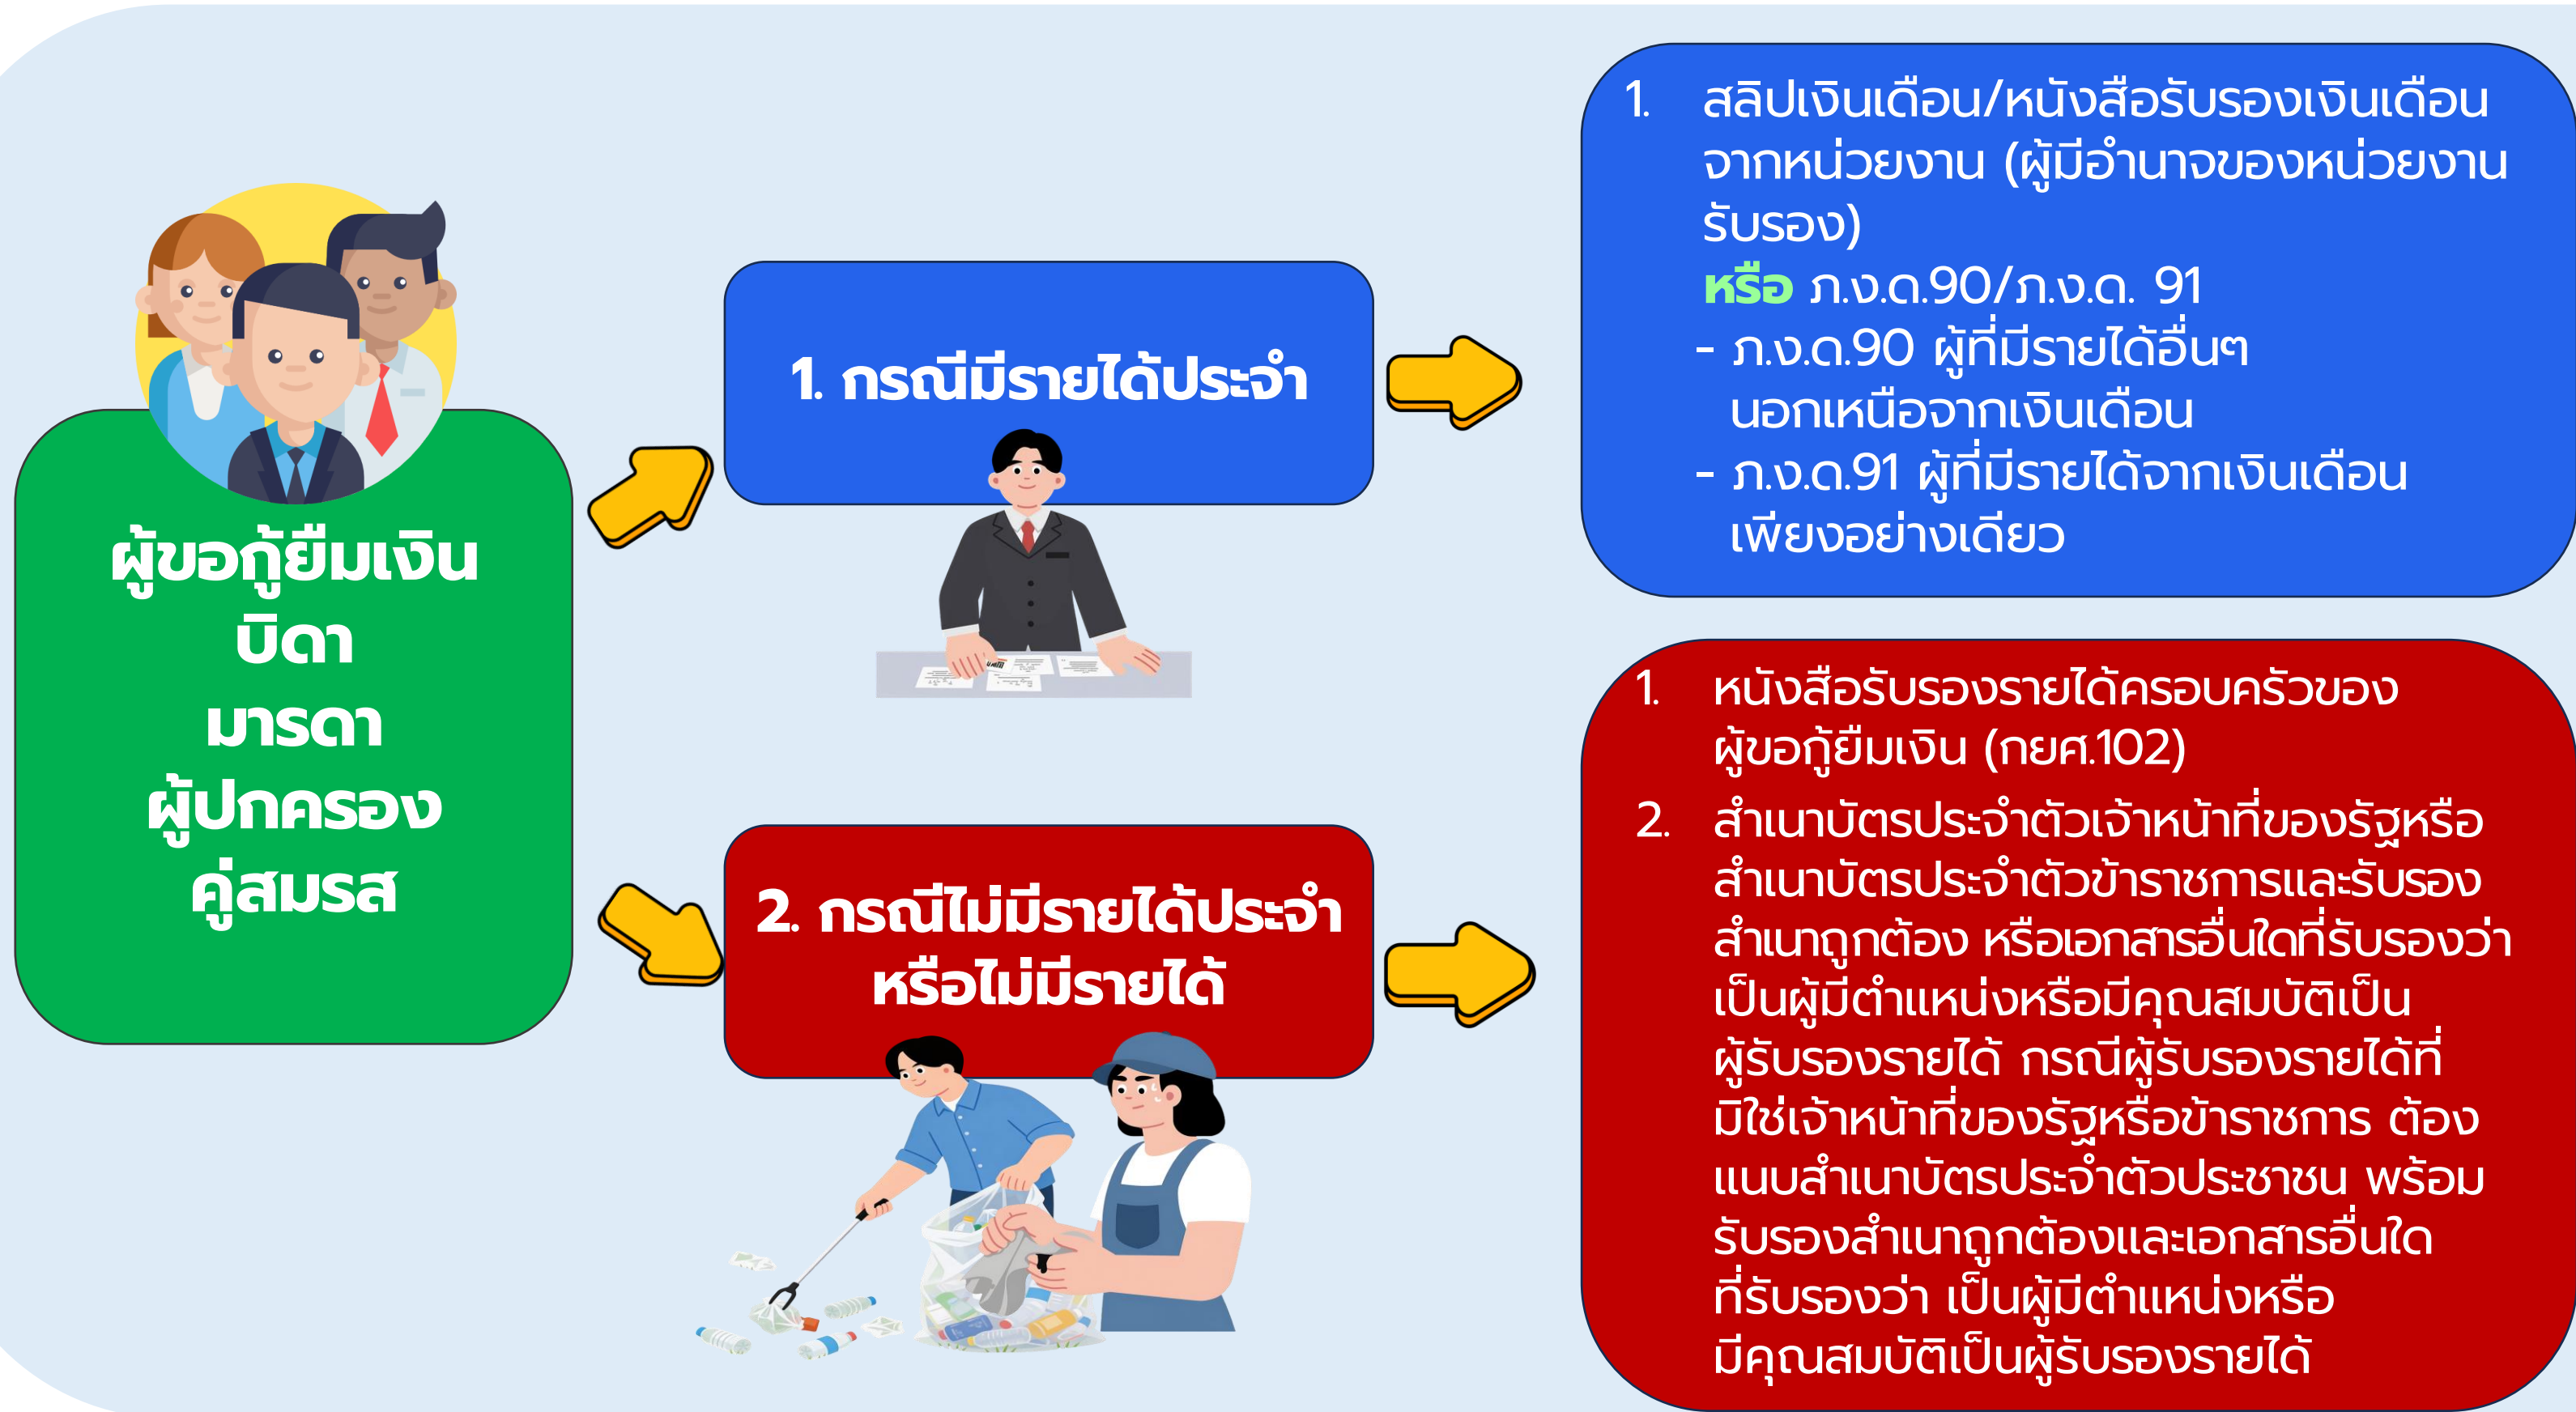 ผู้ขอกู้ยืมเงิน
บิดา
มารดา
ผู้ปกครอง
คู่สมรส
1. กรณีมีรายได้ประจำ
1. สลิปเงินเดือน/หนังสือรับรองเงินเดือน
จากหน่วยงาน (ผู้มีอำนาจของหน่วยงาน
รับรอง)
หรือ ภ.ง.ด.90/ภ.ง.ด. 91
- ภ.ง.ด.90 ผู้ที่มีรายได้อื่นๆ
นอกเหนือจากเงินเดือน
- ภ.ง.ด.91 ผู้ที่มีรายได้จากเงินเดือน
เพียงอย่างเดียว
2. กรณีไม่มีรายได้ประจำ
หรือไม่มีรายได้
1. หนังสือรับรองรายได้ครอบครัวของ
ผู้ขอกู้ยืมเงิน (กยศ.102)
2. สำเนาบัตรประจำตัวเจ้าหน้าที่ของรัฐหรือ
สำเนาบัตรประจำตัวข้าราชการและรับรอง
สำเนาถูกต้อง หรือเอกสารอื่นใดที่รับรองว่า
เป็นผู้มีตำแหน่งหรือมีคุณสมบัติเป็น
ผู้รับรองรายได้ กรณีผู้รับรองรายได้ที่
มิใช่เจ้าหน้าที่ของรัฐหรือข้าราชการ ต้อง
แนบสำเนาบัตรประจำตัวประชาชน พร้อม
รับรองสำเนาถูกต้องและเอกสารอื่นใด
ที่รับรองว่า เป็นผู้มีตำแหน่งหรือ
มีคุณสมบัติเป็นผู้รับรองรายได้